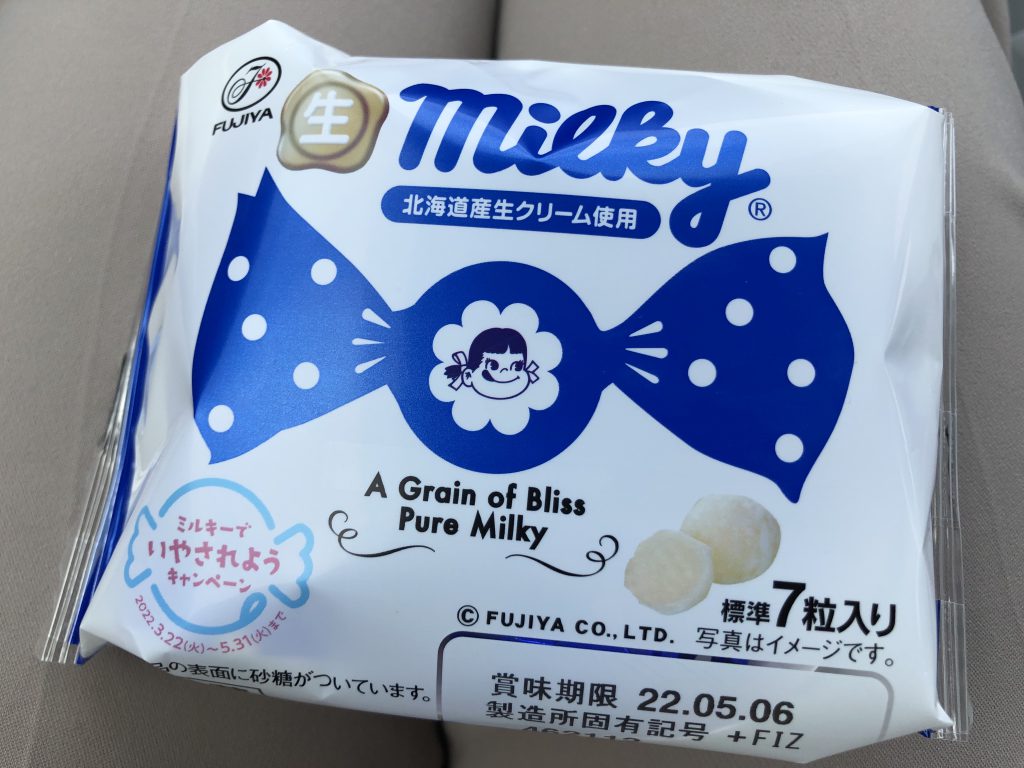 FUJIYA
生
milky®
北海道産生クリーム使用
A Grain of Bliss
Pure Milky
ミルキーで
いやされよう
キャンペーン
2022.3.22(火)〜5.31(火)まで
標準7粒入り
© FUJIYA CO., LTD.
写真はイメージです。
の表面に砂糖がついています。
賞味期限 22.05.06
製造所固有記号 +FIZ